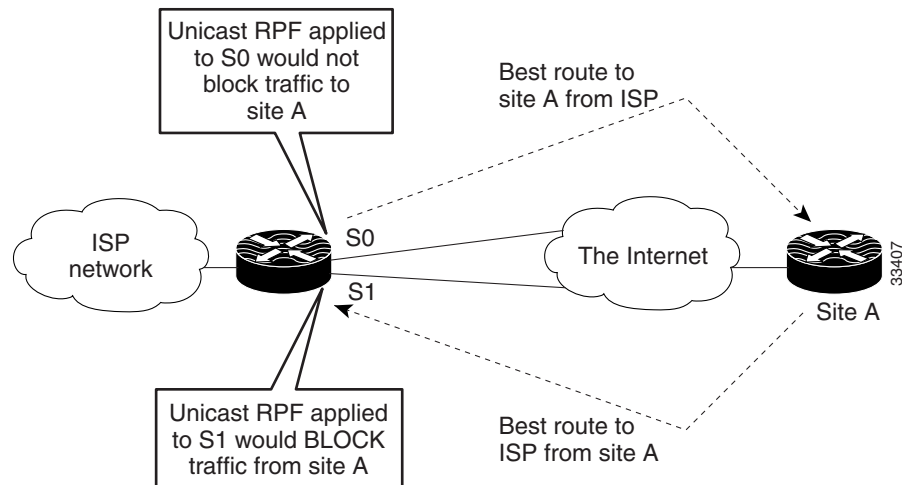 Unicast RPF applied
to S0 would not
block traffic to
site A
Best route to
site A from ISP
ISP
network
S0
S1
The Internet
Site A
33407
Unicast RPF applied
to S1 would BLOCK
traffic from site A
Best route to
ISP from site A